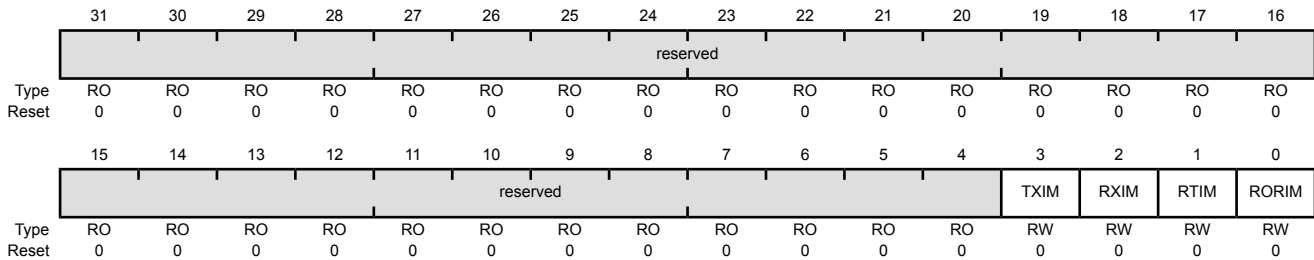 31 30 29 28 27 26 25 24 23 22 21 20 19 18 17 16
reserved
Type RO RO RO RO RO RO RO RO RO RO RO RO RO RO RO RO
Reset 0 0 0 0 0 0 0 0 0 0 0 0 0 0 0 0
15 14 13 12 11 10 9 8 7 6 5 4 3 2 1 0
reserved TXIM RXIM RTIM RORIM
Type RO RO RO RO RO RO RO RO RO RO RO RO RW RW RW RW
Reset 0 0 0 0 0 0 0 0 0 0 0 0 0 0 0 0